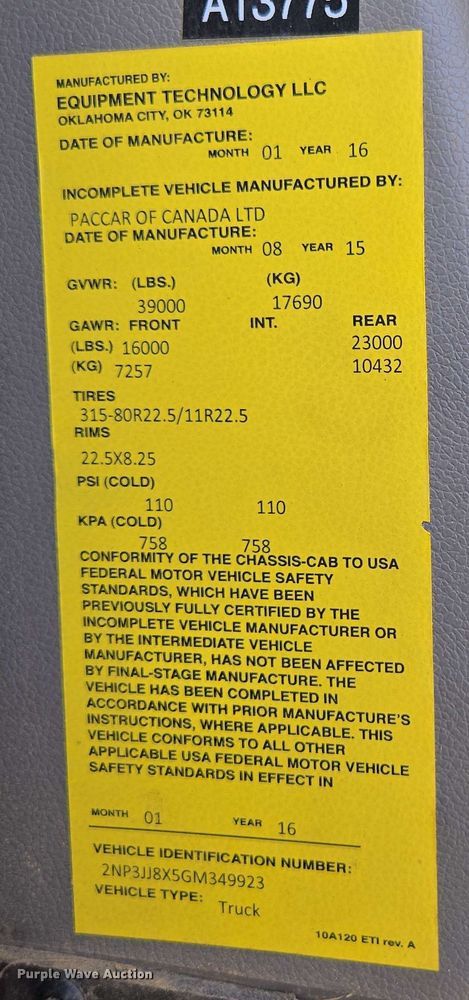 A13775
MANUFACTURED BY:
EQUIPMENT TECHNOLOGY LLC
OKLAHOMA CITY, OK 73114
DATE OF MANUFACTURE:
MONTH 01 YEAR 16
INCOMPLETE VEHICLE MANUFACTURED BY:
PACCAR OF CANADA LTD
DATE OF MANUFACTURE:
MONTH 08 YEAR 15
GVWR: (LBS.) (KG)
39000 17690
GAWR: FRONT INT. REAR
(LBS.) 16000 23000
(KG) 7257 10432
TIRES
315-80R22.5/11R22.5
RIMS
22.5X8.25
PSI (COLD)
110 110
KPA (COLD)
758 758
CONFORMITY OF THE CHASSIS-CAB TO USA
FEDERAL MOTOR VEHICLE SAFETY
STANDARDS, WHICH HAVE BEEN
PREVIOUSLY FULLY CERTIFIED BY THE
INCOMPLETE VEHICLE MANUFACTURER OR
BY THE INTERMEDIATE VEHICLE
MANUFACTURER, HAS NOT BEEN AFFECTED
BY FINAL-STAGE MANUFACTURE. THE
VEHICLE HAS BEEN COMPLETED IN
ACCORDANCE WITH PRIOR MANUFACTURE'S
INSTRUCTIONS, WHERE APPLICABLE. THIS
VEHICLE CONFORMS TO ALL OTHER
APPLICABLE USA FEDERAL MOTOR VEHICLE
SAFETY STANDARDS IN EFFECT IN
MONTH 01 YEAR 16
VEHICLE IDENTIFICATION NUMBER:
2NP3JJ8X5GM349923
VEHICLE TYPE: Truck
10A120 ETI rev. A
Purple Wave Auction